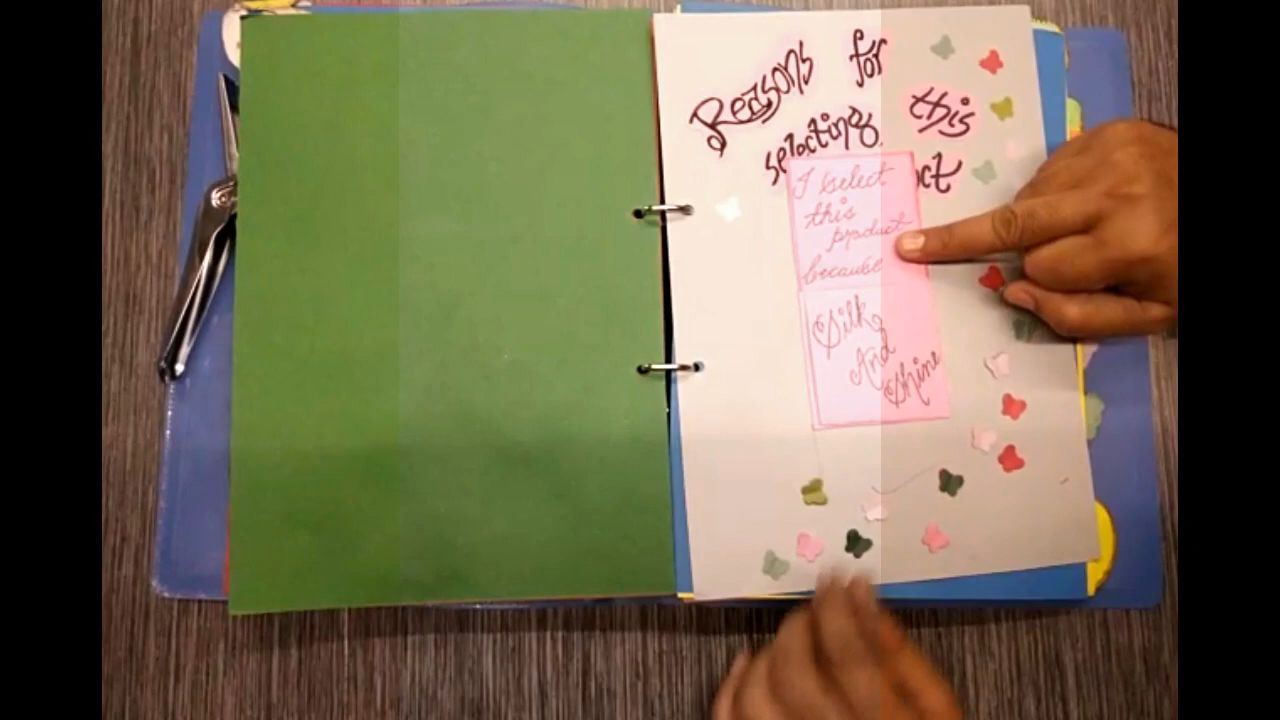 Reasons for
selecting this
I select
this
product
because
Silk
And
Shine